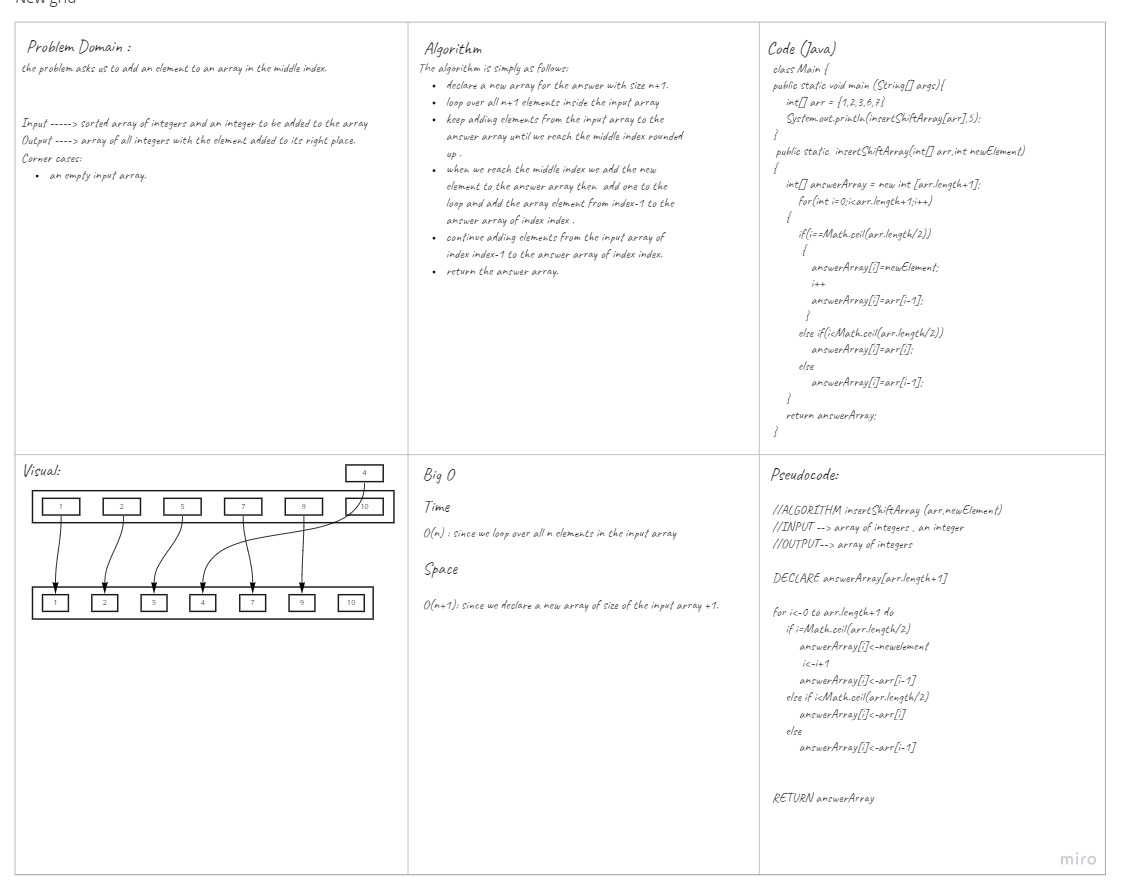 New grid
Problem Domain :
the problem asks us to add an element to an array in the middle index.
Input -----> sorted array of integers and an integer to be added to the array
Output ----> array of all integers with the element added to its right place.
Corner cases:
• an empty input array.
Algorithm
The algorithm is simply as follows:
• declare a new array for the answer with size n+1.
• loop over all n+1 elements inside the input array
• keep adding elements from the input array to the
answer array until we reach the middle index rounded
up .
• when we reach the middle index we add the new
element to the answer array then add one to the
loop and add the array element from index-1 to the
answer array of index index .
• continue adding elements from the input array of
index index-1 to the answer array of index index.
• return the answer array.
Code (Java)
class Main {
public static void main (String[] args){
int[] arr = {1,2,3,6,7}
System.out.println(insertShiftArray[arr],5);
}
public static insertShiftArray(int[] arr,int newElement)
{
int[] answerArray = new int [arr.length+1];
for(int i=0;i<arr.length+1;i++)
{
if(i==Math.ceil(arr.length/2))
{
answerArray[i]=newElement;
i++
answerArray[i]=arr[i-1];
}
else if(i<Math.ceil(arr.length/2))
answerArray[i]=arr[i];
else
answerArray[i]=arr[i-1];
}
return answerArray;
}
Visual:
4
1 2 5 7 9 10
1 2 5 4 7 9 10
Big O
Time
O(n) : since we loop over all n elements in the input array
Space
O(n+1): since we declare a new array of size of the input array +1.
Pseudocode:
//ALGORITHM insertShiftArray (arr,newElement)
//INPUT --> array of integers , an integer
//OUTPUT--> array of integers
DECLARE answerArray[arr.length+1]
for i<-0 to arr.length+1 do
if i=Math.ceil(arr.length/2)
answerArray[i]<-newelement
i<-i+1
answerArray[i]<-arr[i-1]
else if i<Math.ceil(arr.length/2)
answerArray[i]<-arr[i]
else
answerArray[i]<-arr[i-1]
RETURN answerArray
miro